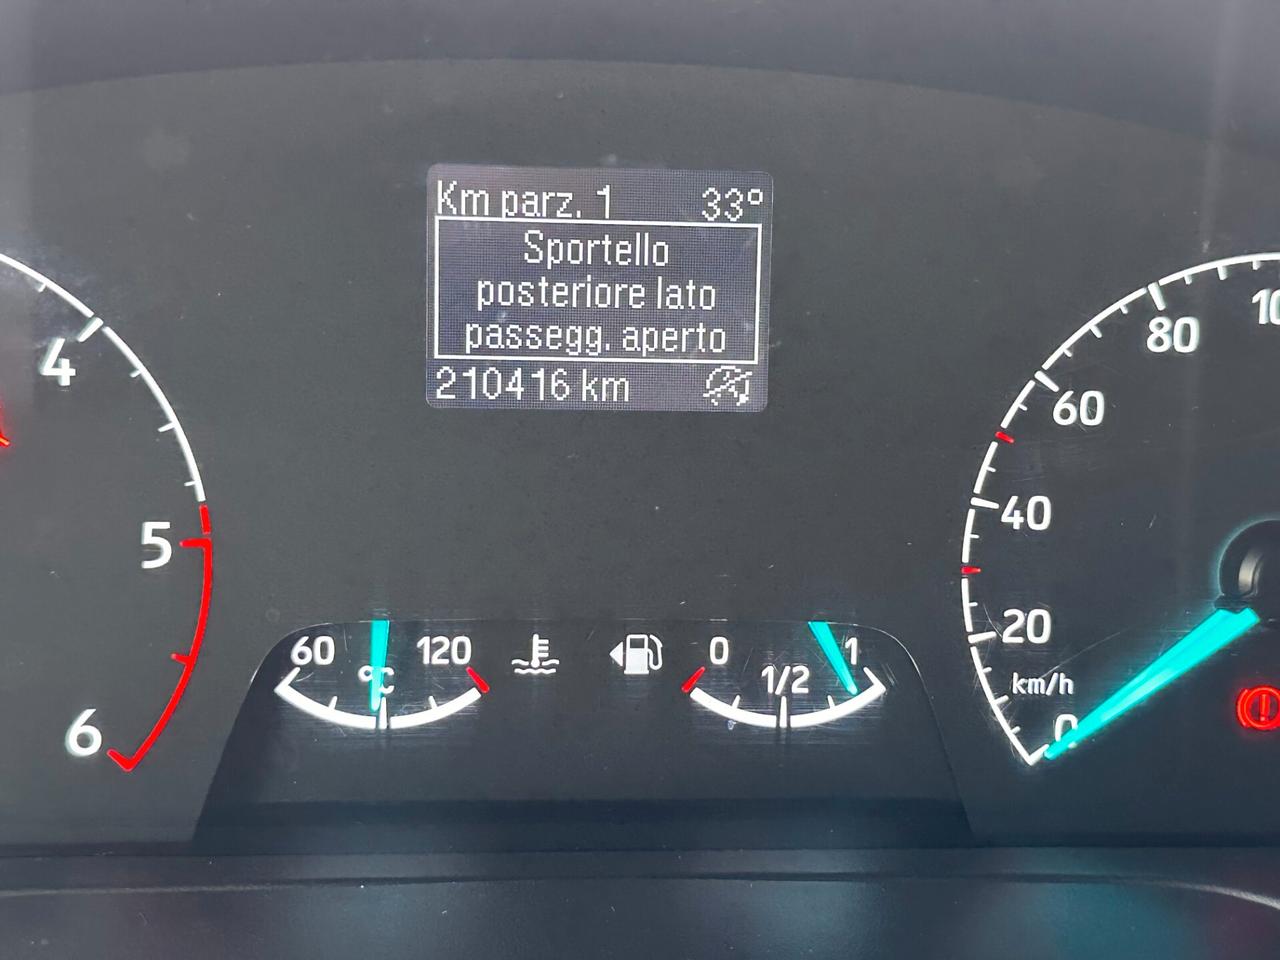 Km parz. 1 33°
Sportello
posteriore lato
passegg. aperto
210416 km
4
5
6
60 °C 120
0 1/2 1
10
80
60
40
20
km/h
0